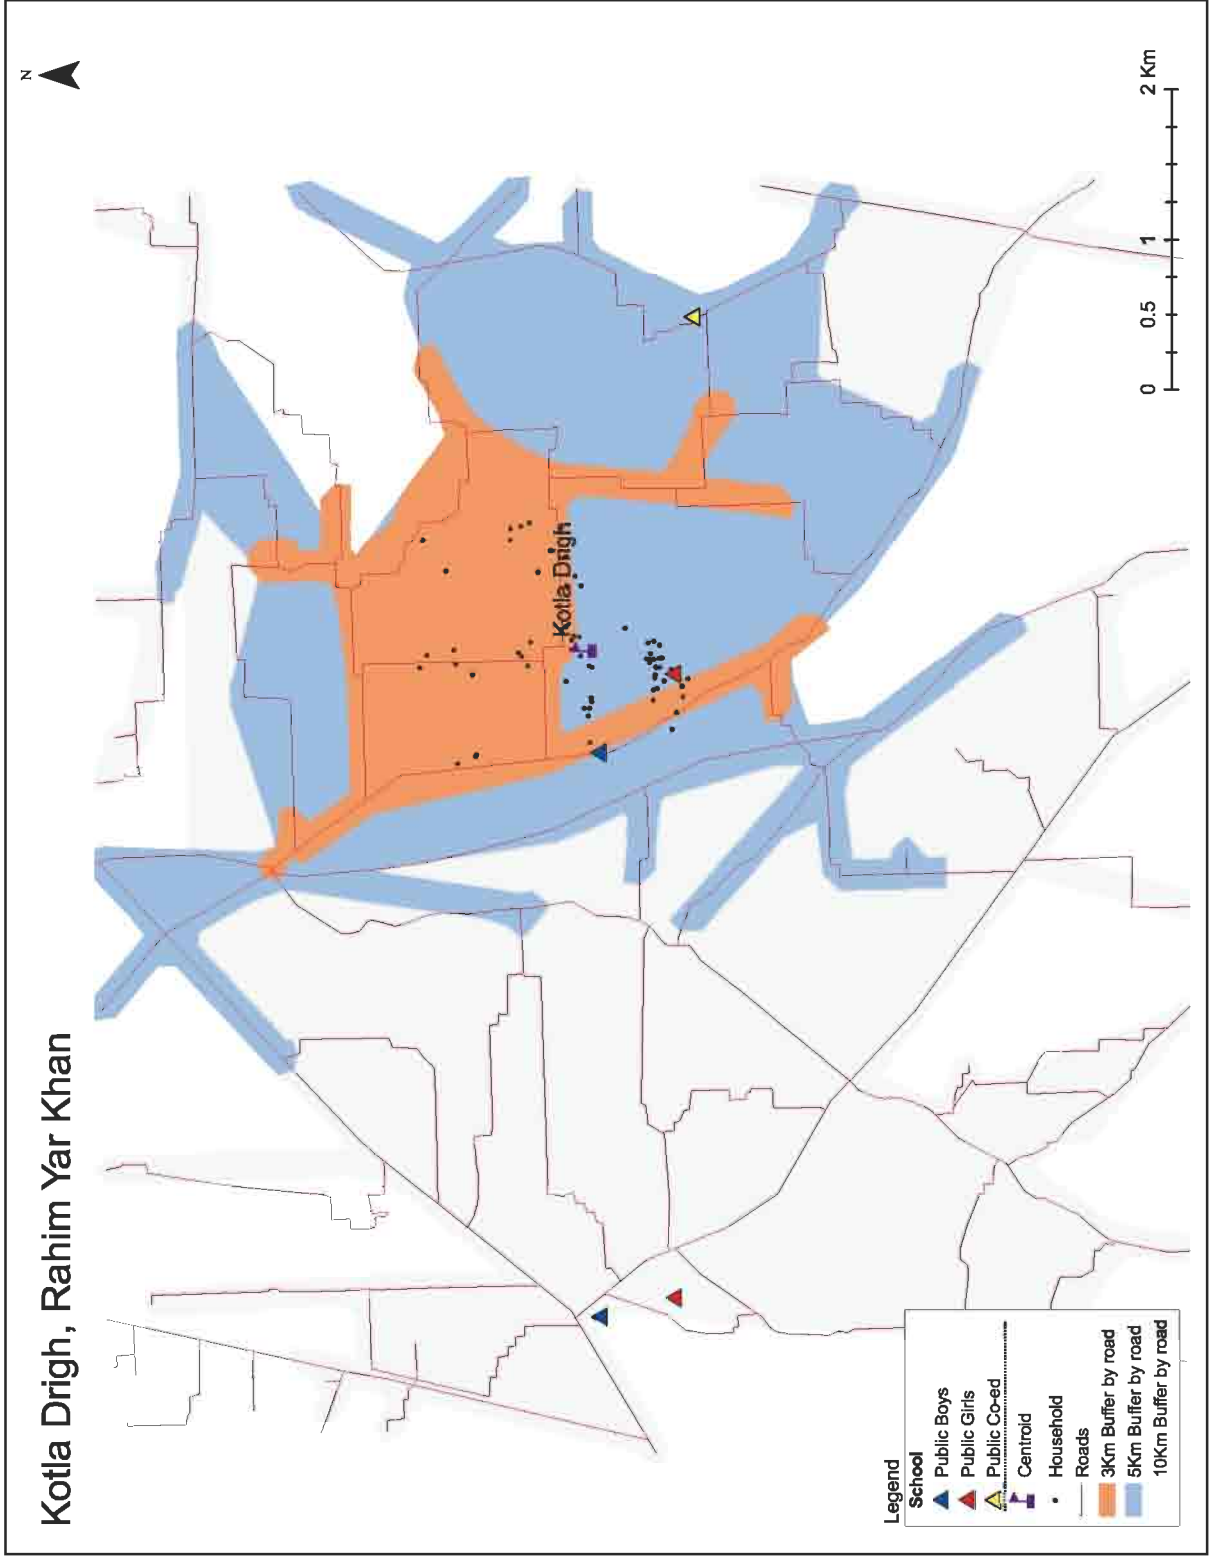 Kotla Drigh, Rahim Yar Khan
N
Kotla Drigh
Legend
School
Public Boys
Public Girls
Public Co-ed
Centroid
Household
Roads
3Km Buffer by road
5Km Buffer by road
10Km Buffer by road
0 0.5 1 2 Km